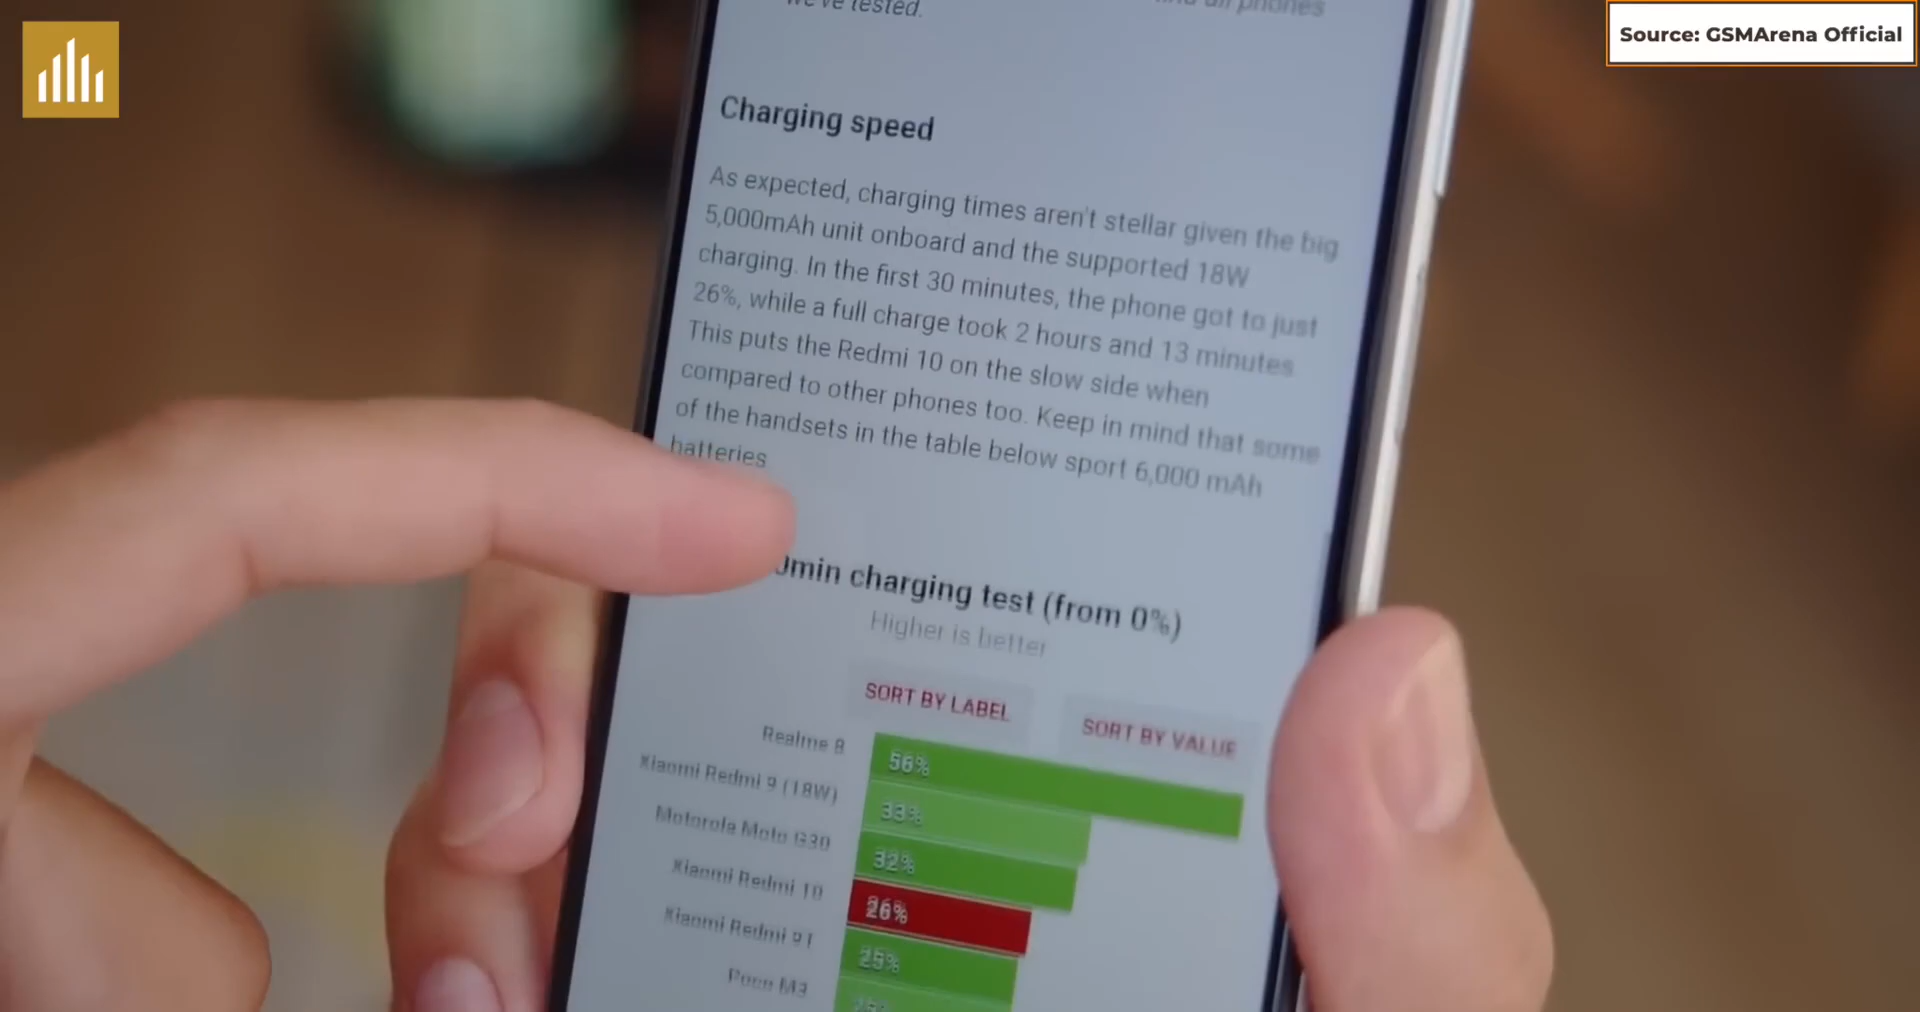 Source: GSMArena Official
we've tested.
phones
Charging speed
As expected, charging times aren't stellar given the big
5,000mAh unit onboard and the supported 18W
charging. In the first 30 minutes, the phone got to just
26%, while a full charge took 2 hours and 13 minutes
This puts the Redmi 10 on the slow side when
compared to other phones too. Keep in mind that some
of the handsets in the table below sport 6,000 mAh
batteries
0min charging test (from 0%)
Higher is better
SORT BY LABEL
SORT BY VALUE
Realme 8
56%
Xiaomi Redmi 9 (18W)
33%
Motorola Moto G30
32%
Xiaomi Redmi 10
26%
Xiaomi Redmi 9T
25%
Poco M3